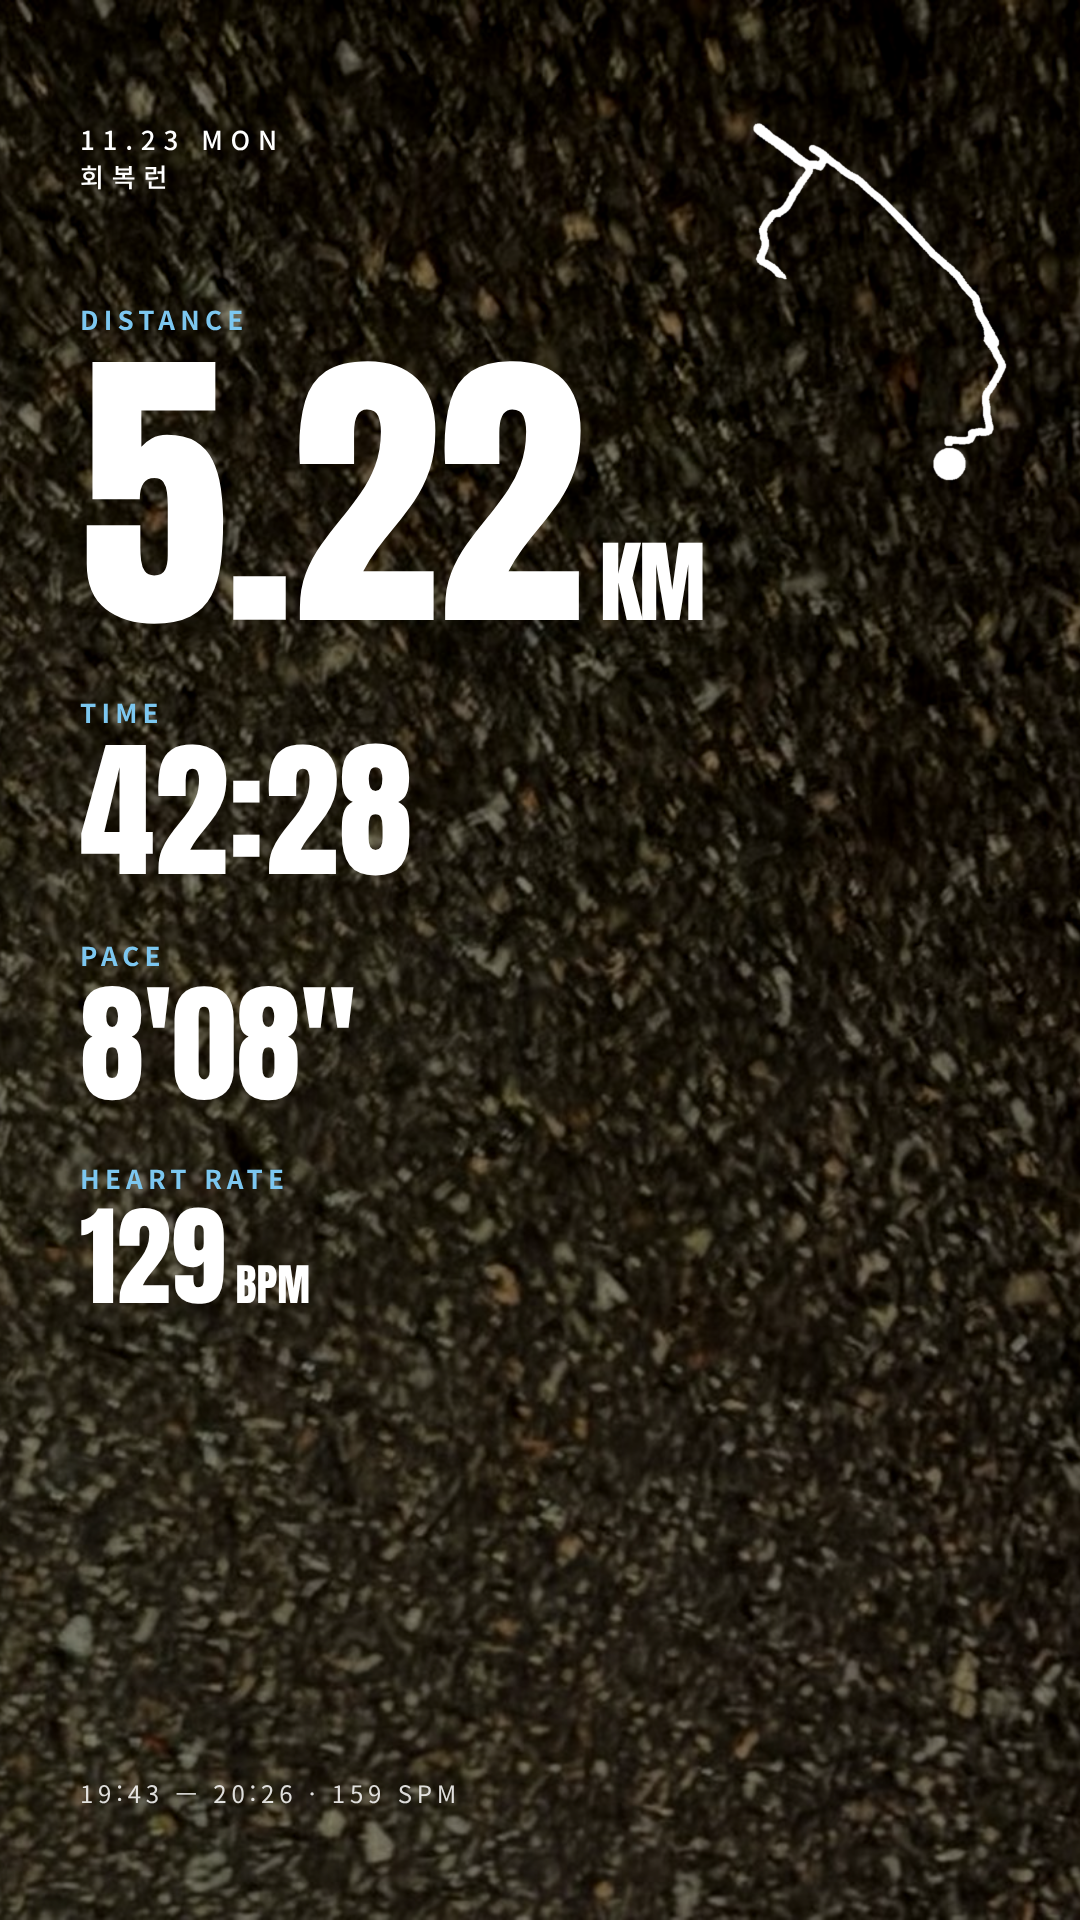 11.23 MON
회복런
DISTANCE
5.22 KM
TIME
42:28
PACE
8'08"
HEART RATE
129 BPM
19:43 — 20:26 · 159 SPM